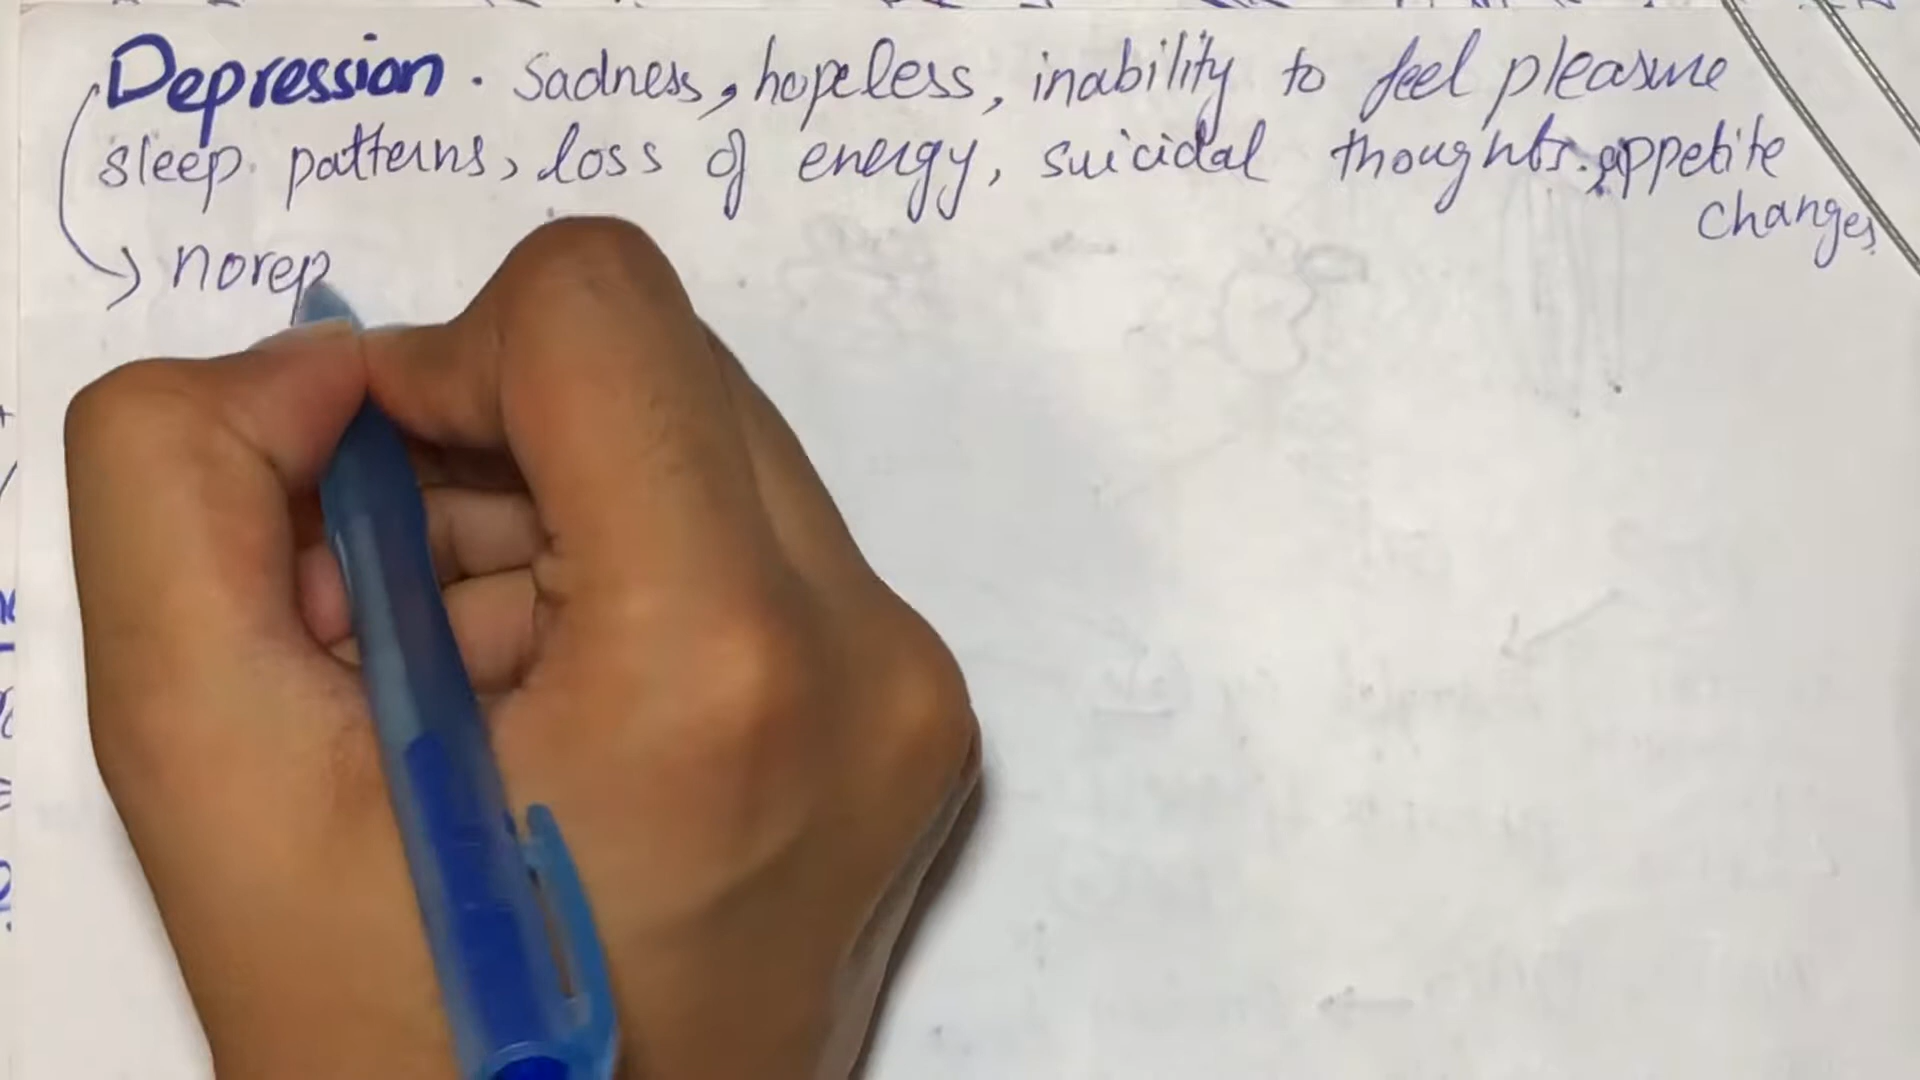 Depression. Sadness, hopeless, inability to feel pleasure
sleep patterns, loss of energy, suicidal thoughts. appetite
changes
→ norep